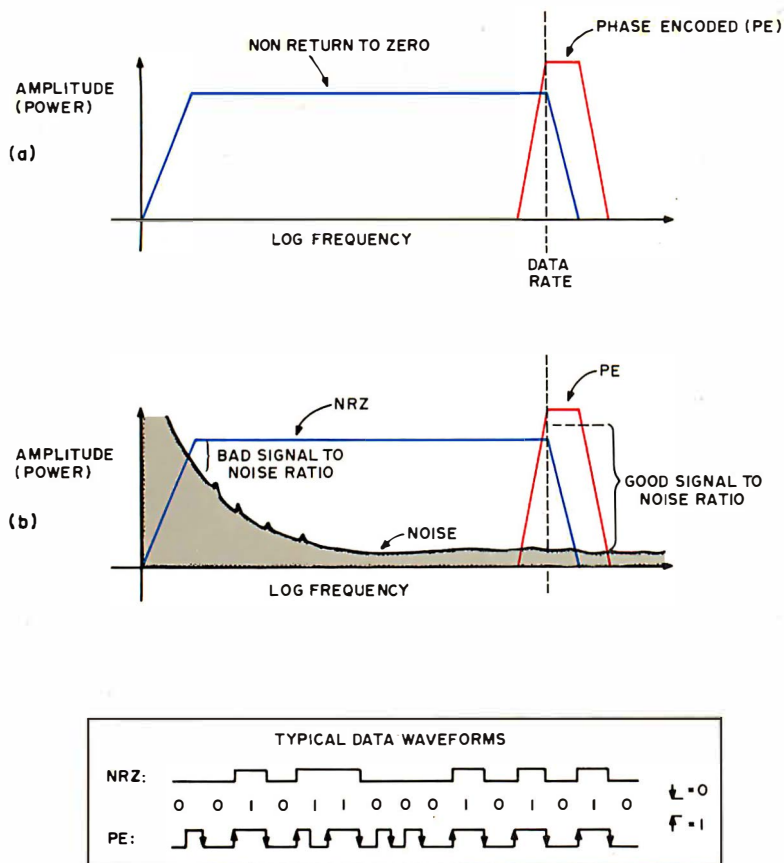 PHASE ENCODED (PE)
NON RETURN TO ZERO
AMPLITUDE
(POWER)
(a)
LOG FREQUENCY
DATA
RATE
PE
NRZ
AMPLITUDE
(POWER)
BAD SIGNAL TO
NOISE RATIO
GOOD SIGNAL TO
NOISE RATIO
(b)
NOISE
LOG FREQUENCY
TYPICAL DATA WAVEFORMS
NRZ:
0 0 1 0 1 1 0 0 0 1 0 1 0 1 0
= 0
= 1
PE: